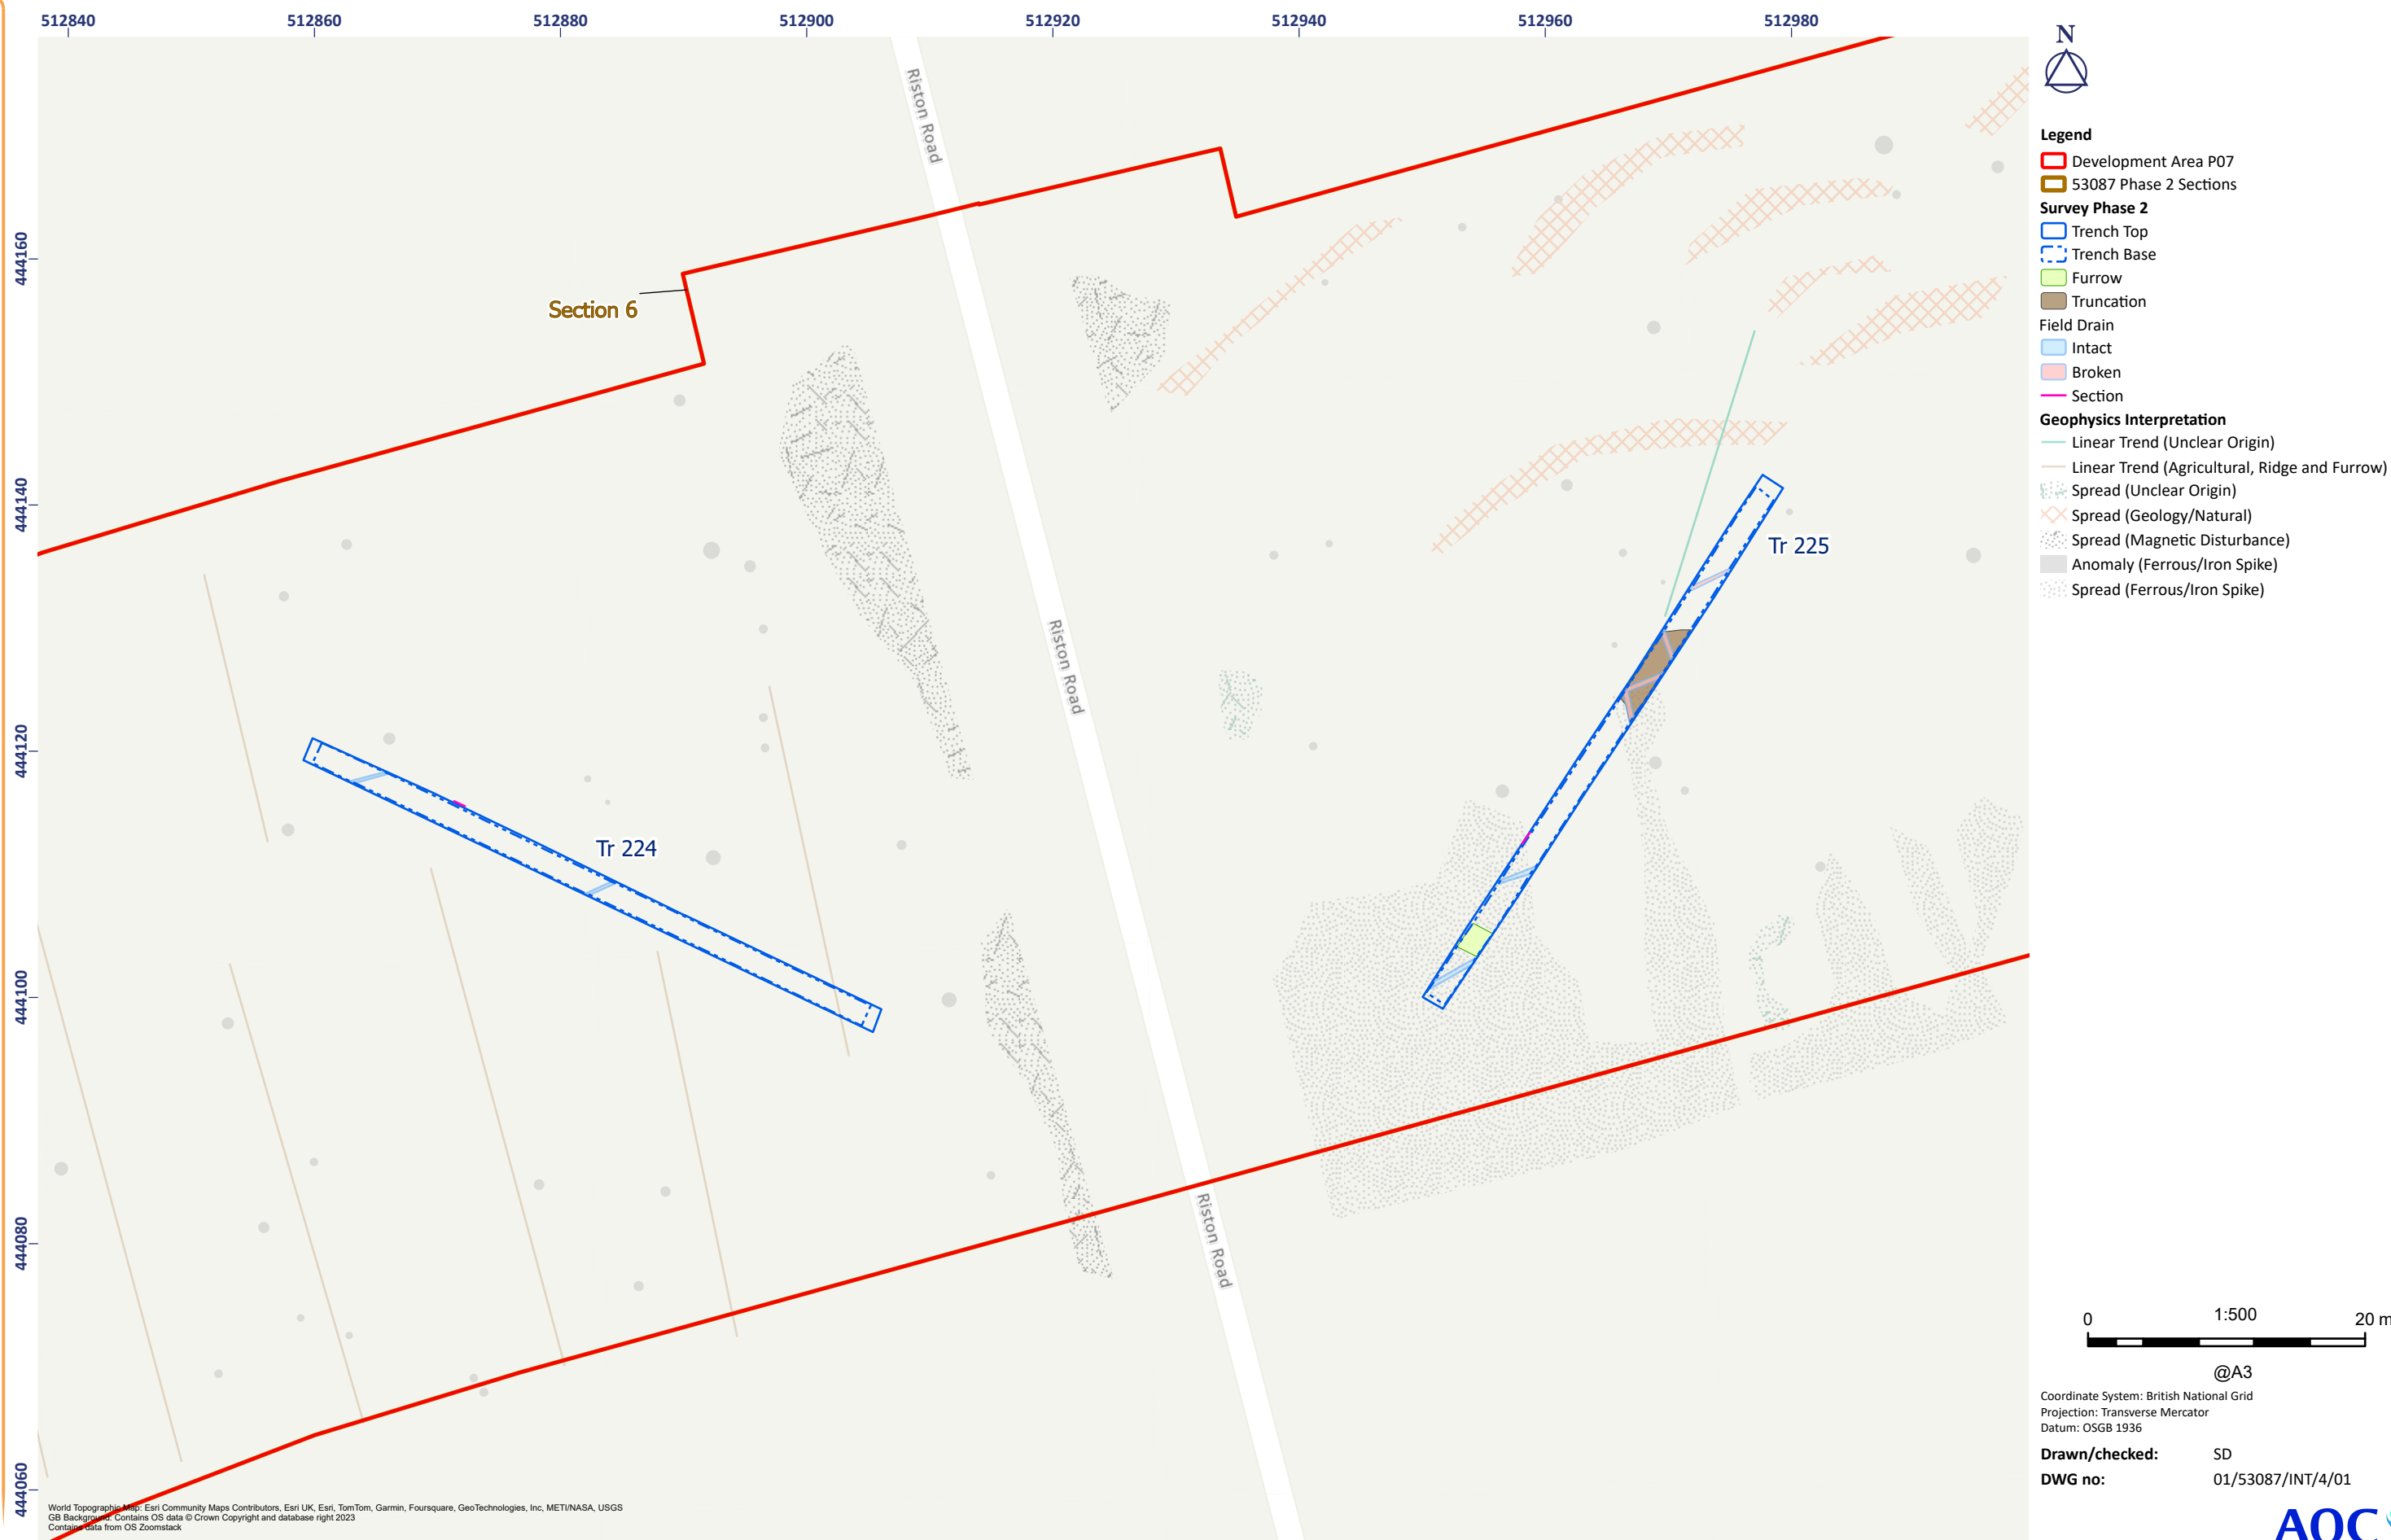 512840 512860 512880 512900 512920 512940 512960 512980
444160
444140
444120
444100
444080
444060
Riston Road
Riston Road
Riston Road
Section 6
Tr 224
Tr 225
World Topographic Map: Esri Community Maps Contributors, Esri UK, Esri, TomTom, Garmin, Foursquare, GeoTechnologies, Inc, METI/NASA, USGS
GB Background: Contains OS data © Crown Copyright and database right 2023
Contains data from OS Zoomstack
N
Legend
Development Area P07
53087 Phase 2 Sections
Survey Phase 2
Trench Top
Trench Base
Furrow
Truncation
Field Drain
Intact
Broken
Section
Geophysics Interpretation
Linear Trend (Unclear Origin)
Linear Trend (Agricultural, Ridge and Furrow)
Spread (Unclear Origin)
Spread (Geology/Natural)
Spread (Magnetic Disturbance)
Anomaly (Ferrous/Iron Spike)
Spread (Ferrous/Iron Spike)
0 1:500 20 m
@A3
Coordinate System: British National Grid
Projection: Transverse Mercator
Datum: OSGB 1936
Drawn/checked: SD
DWG no: 01/53087/INT/4/01
AOC